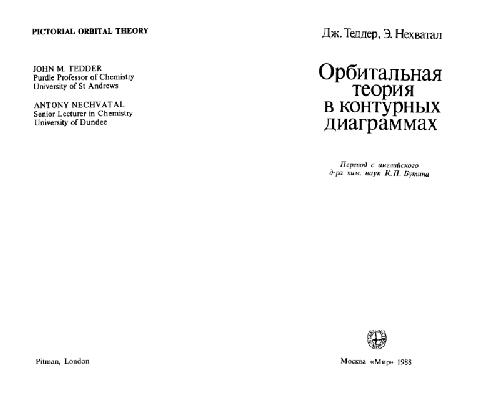 PICTORIAL ORBITAL THEORY
JOHN M. TEDDER
Purdie Professor of Chemistry
University of St Andrews
ANTONY NECHVATAL
Senior Lecturer in Chemistry
University of Dundee
Pitman, London
Дж. Теддер, Э. Нехватал
Орбитальная
теория
в контурных
диаграммах
Перевод с английского
д-ра хим. наук К.П. Бутина
Москва «Мир» 1988